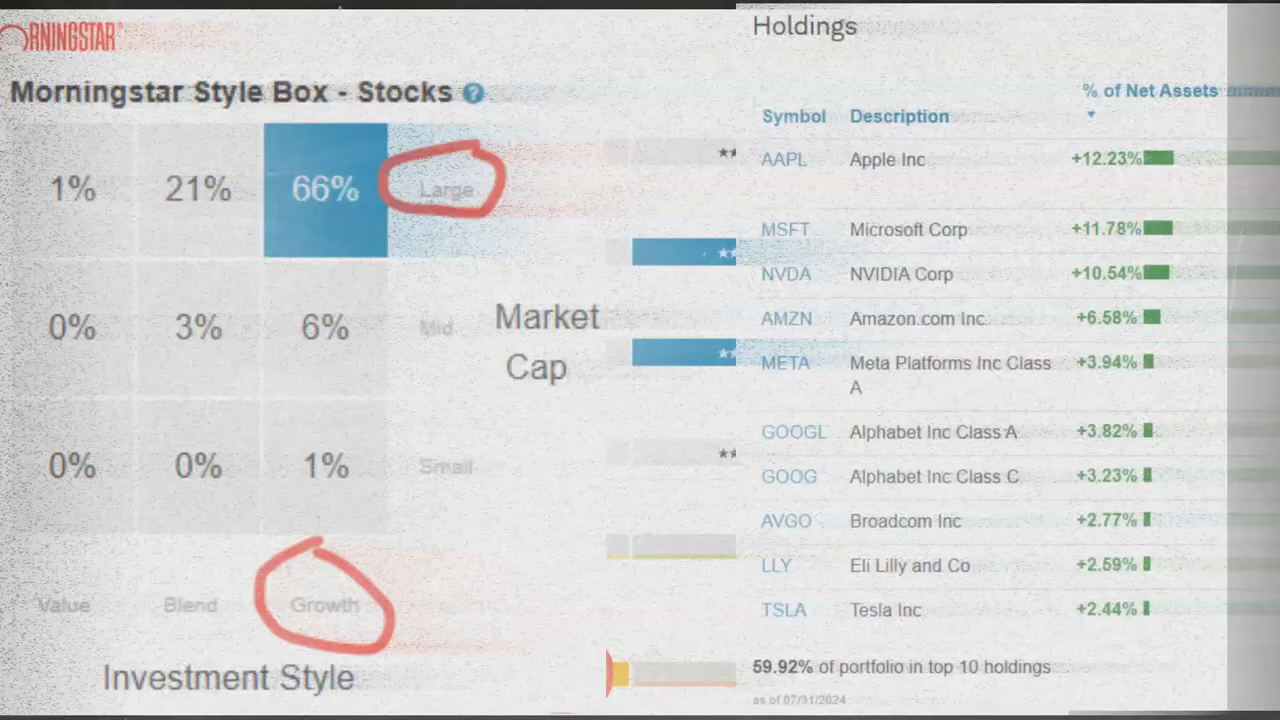 MORNINGSTAR
Morningstar Style Box - Stocks ?
1% 21% 66% Large
0% 3% 6% Mid
0% 0% 1% Small
Value Blend Growth
Market
Cap
Investment Style
Holdings
% of Net Assets
Symbol Description
AAPL Apple Inc +12.23%
MSFT Microsoft Corp +11.78%
NVDA NVIDIA Corp +10.54%
AMZN Amazon.com Inc +6.58%
META Meta Platforms Inc Class +3.94%
A
GOOGL Alphabet Inc Class A +3.82%
GOOG Alphabet Inc Class C +3.23%
AVGO Broadcom Inc +2.77%
LLY Eli Lilly and Co +2.59%
TSLA Tesla Inc +2.44%
59.92% of portfolio in top 10 holdings
as of 07/31/2024